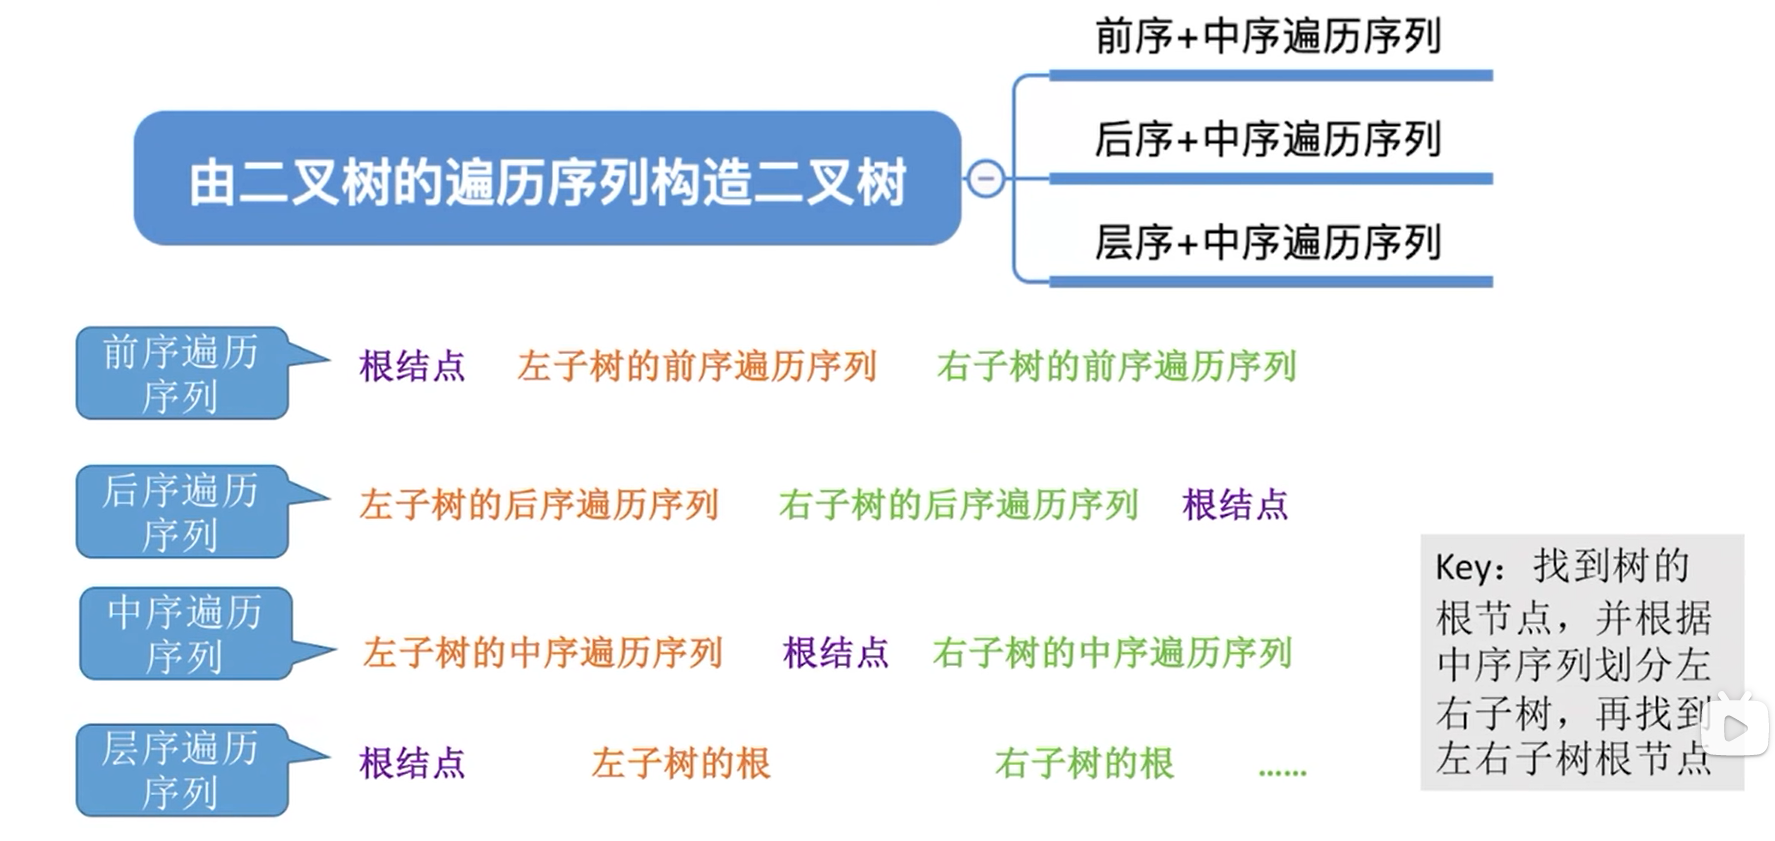 前序+中序遍历序列
后序+中序遍历序列
由二叉树的遍历序列构造二叉树
层序+中序遍历序列
前序遍历
序列
根结点 左子树的前序遍历序列 右子树的前序遍历序列
后序遍历
序列
左子树的后序遍历序列 右子树的后序遍历序列 根结点
中序遍历
序列
左子树的中序遍历序列 根结点 右子树的中序遍历序列
层序遍历
序列
根结点 左子树的根 右子树的根 ……
Key：找到树的
根节点，并根据
中序序列划分左
右子树，再找到
左右子树根节点